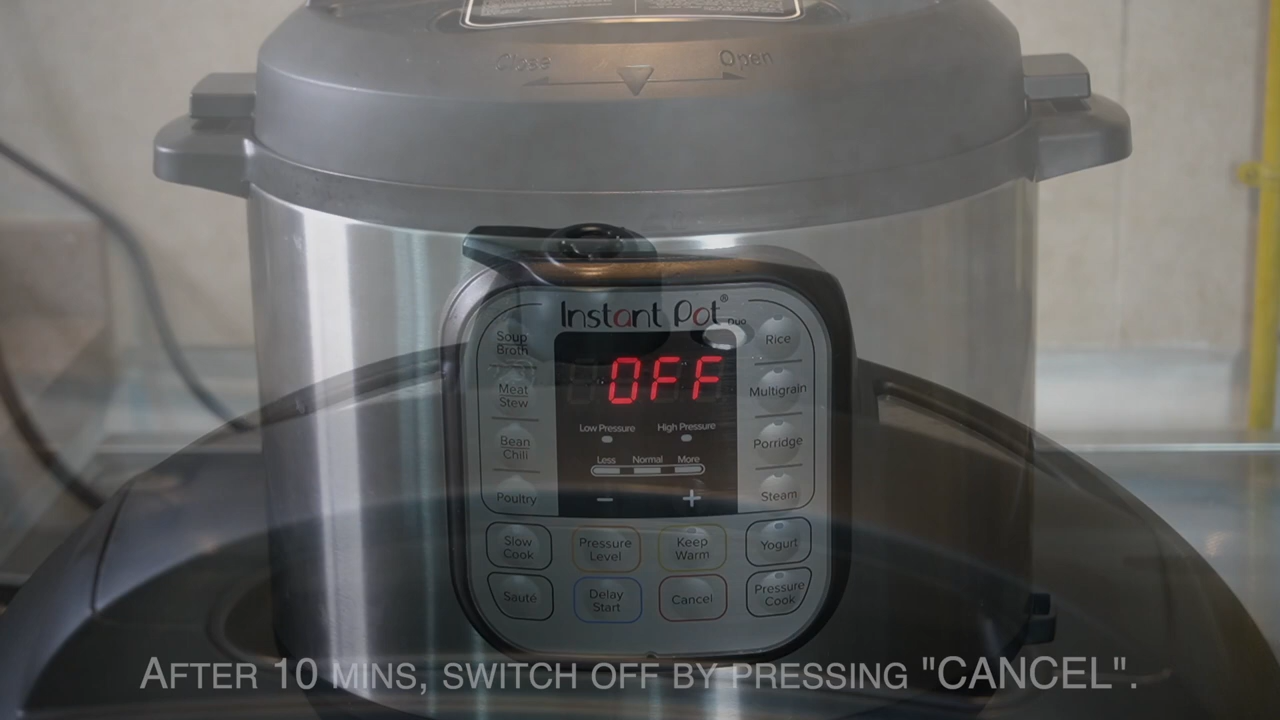 Close Open
Instant Pot®
Duo
Soup
Broth
Meat
Stew
Bean
Chili
Poultry
OFF
Low Pressure High Pressure
Less Normal More
− +
Rice
Multigrain
Porridge
Steam
Slow
Cook
Pressure
Level
Keep
Warm
Yogurt
Sauté
Delay
Start
Cancel
Pressure
Cook
AFTER 10 MINS, SWITCH OFF BY PRESSING "CANCEL".